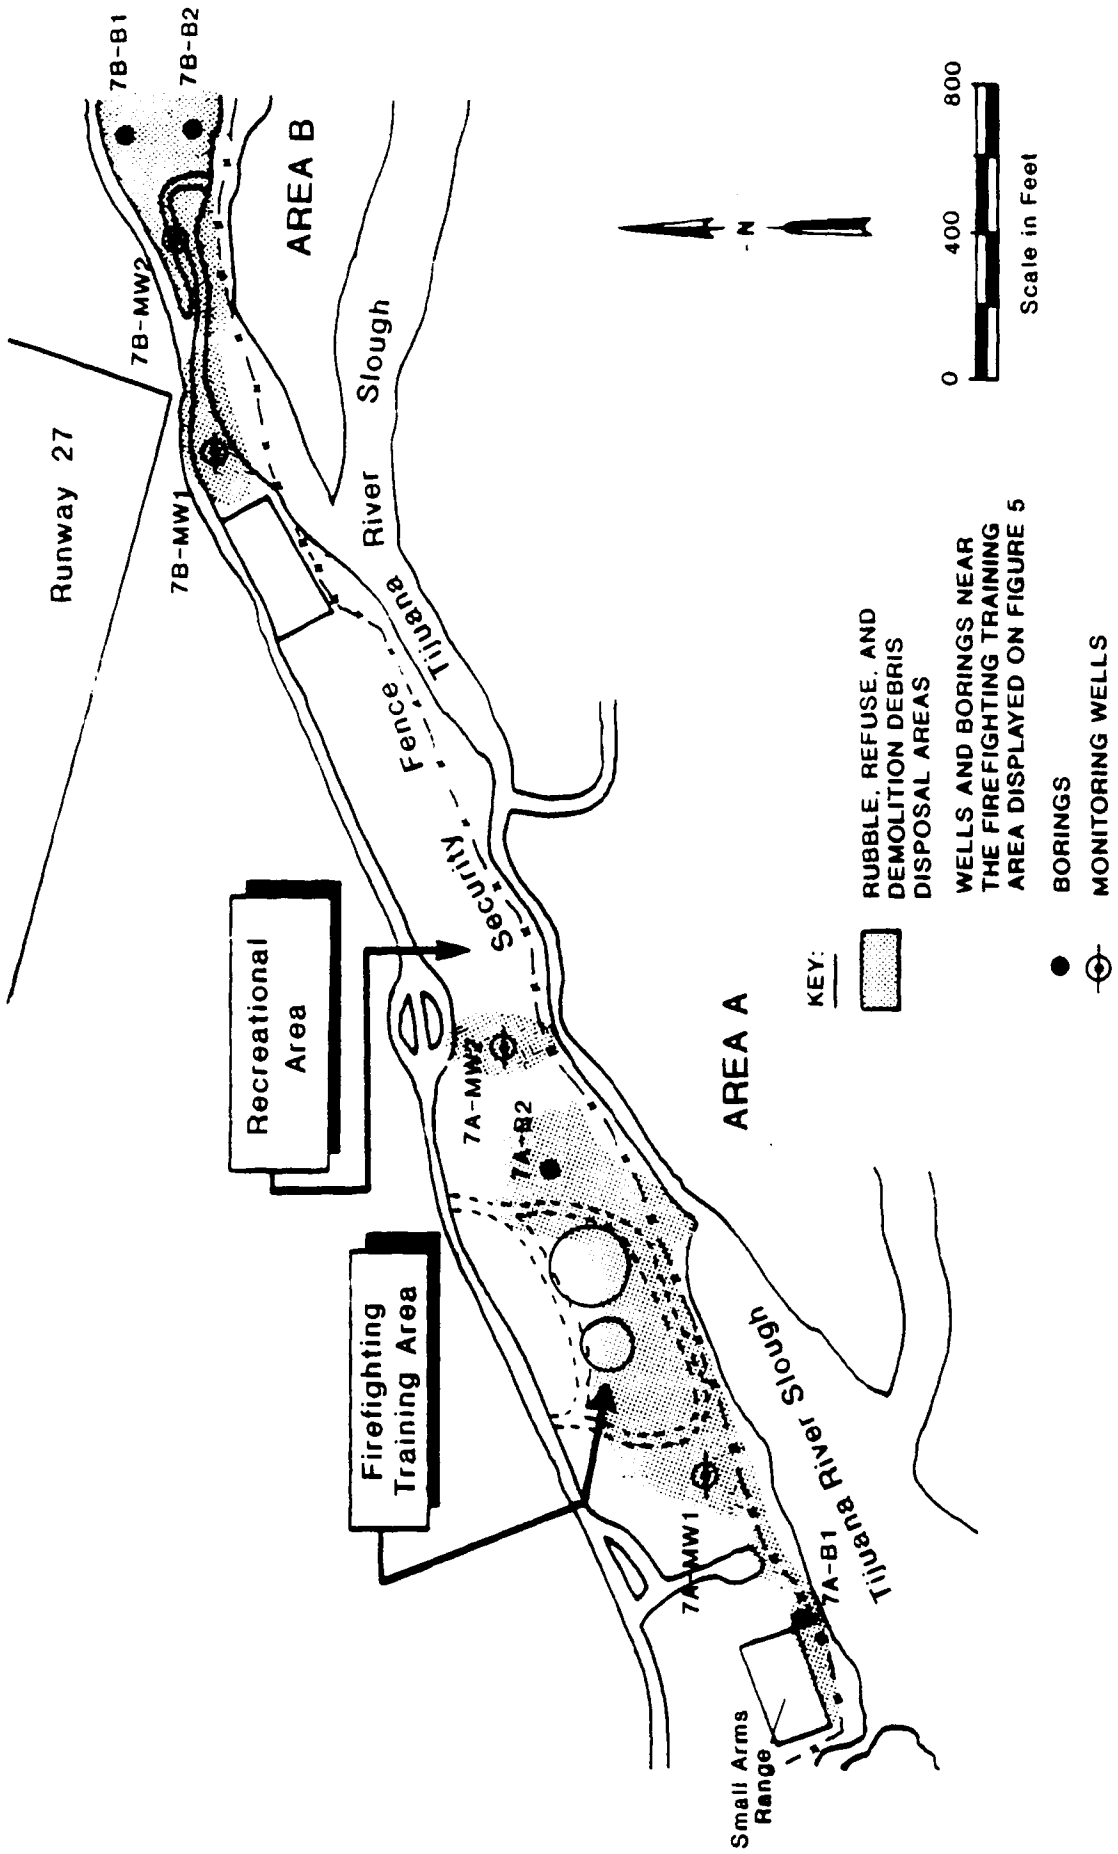 Runway 27
7B-B1
7B-B2
7B-MW2
7B-MW1
AREA B
Tijuana River Slough
Security Fence
Recreational
Area
Firefighting
Training Area
7A-MW2
7A-B2
7A-MW1
7A-B1
AREA A
Tijuana River Slough
Small Arms
Range
N
0 400 800
Scale in Feet
KEY:
RUBBLE, REFUSE, AND
DEMOLITION DEBRIS
DISPOSAL AREAS
WELLS AND BORINGS NEAR
THE FIREFIGHTING TRAINING
AREA DISPLAYED ON FIGURE 5
BORINGS
MONITORING WELLS